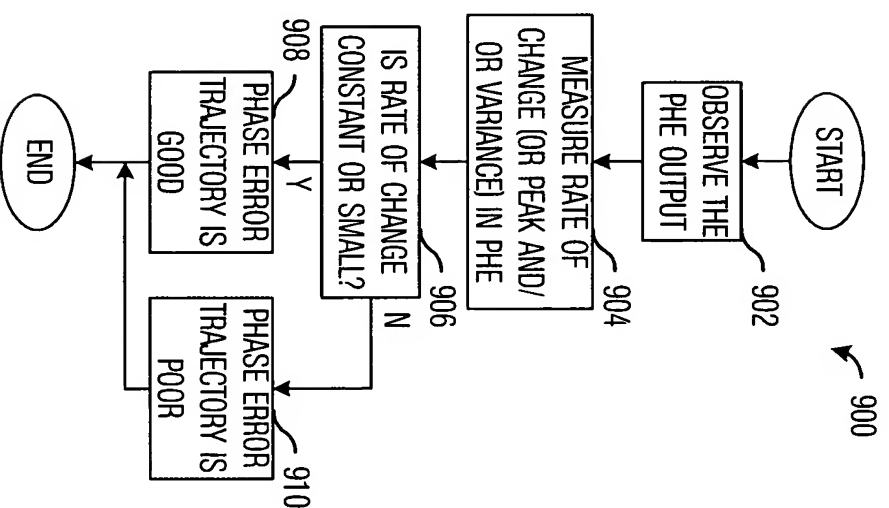 900
START
OBSERVE THE
PHE OUTPUT
902
MEASURE RATE OF
CHANGE (OR PEAK AND/
OR VARIANCE) IN PHE
904
IS RATE OF CHANGE
CONSTANT OR SMALL?
906
Y
N
908
PHASE ERROR
TRAJECTORY IS
GOOD
PHASE ERROR
TRAJECTORY IS
POOR
910
END